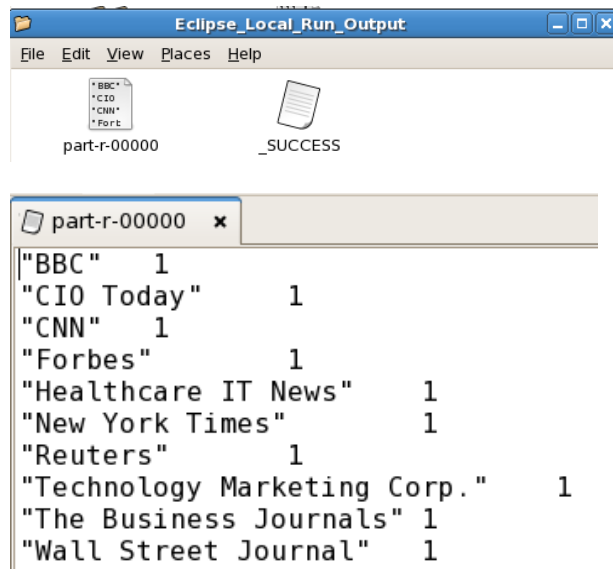 Eclipse_Local_Run_Output
File Edit View Places Help
"BBC"
"CIO
"CNN"
"Fort
part-r-00000 _SUCCESS
part-r-00000 ×
"BBC" 1
"CIO Today" 1
"CNN" 1
"Forbes" 1
"Healthcare IT News" 1
"New York Times" 1
"Reuters" 1
"Technology Marketing Corp." 1
"The Business Journals" 1
"Wall Street Journal" 1